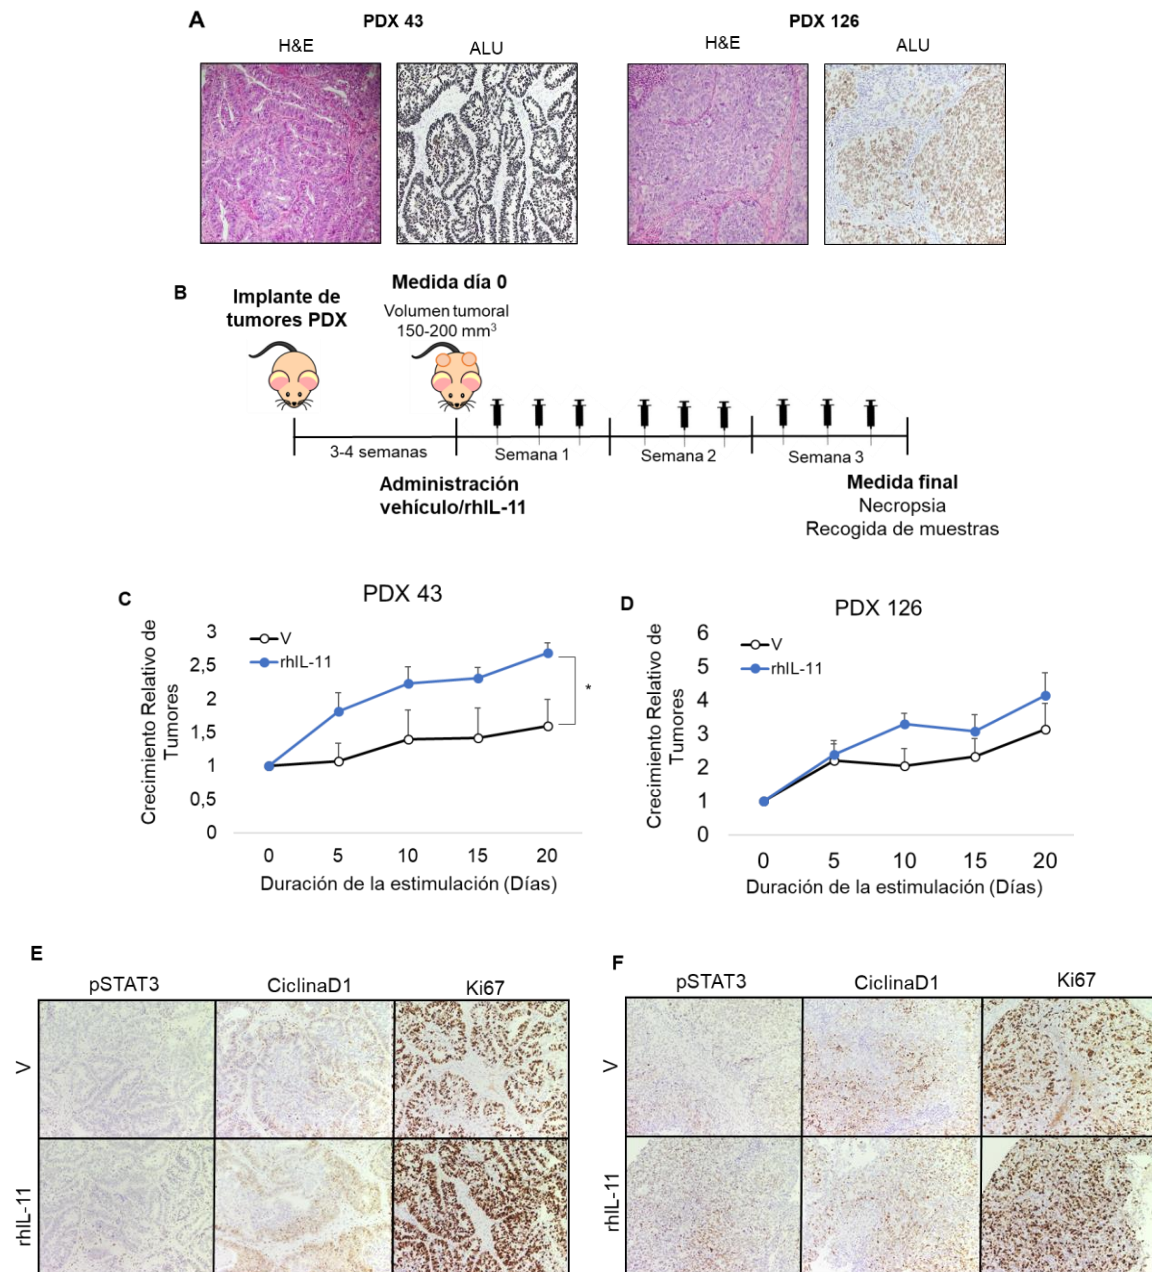 A
PDX 43
PDX 126
H&E
ALU
H&E
ALU
B
Implante de
tumores PDX
Medida día 0
Volumen tumoral
150-200 mm³
3-4 semanas
Semana 1
Semana 2
Semana 3
Administración
vehículo/rhIL-11
Medida final
Necropsia
Recogida de muestras
C
PDX 43
Crecimiento Relativo de
Tumores
3
2,5
2
1,5
1
0,5
0
V
rhIL-11
*
0 5 10 15 20
Duración de la estimulación (Días)
D
PDX 126
Crecimiento Relativo de
Tumores
6
5
4
3
2
1
0
V
rhIL-11
0 5 10 15 20
Duración de la estimulación (Días)
E
pSTAT3 CiclinaD1 Ki67
V
rhIL-11
F
pSTAT3 CiclinaD1 Ki67
V
rhIL-11